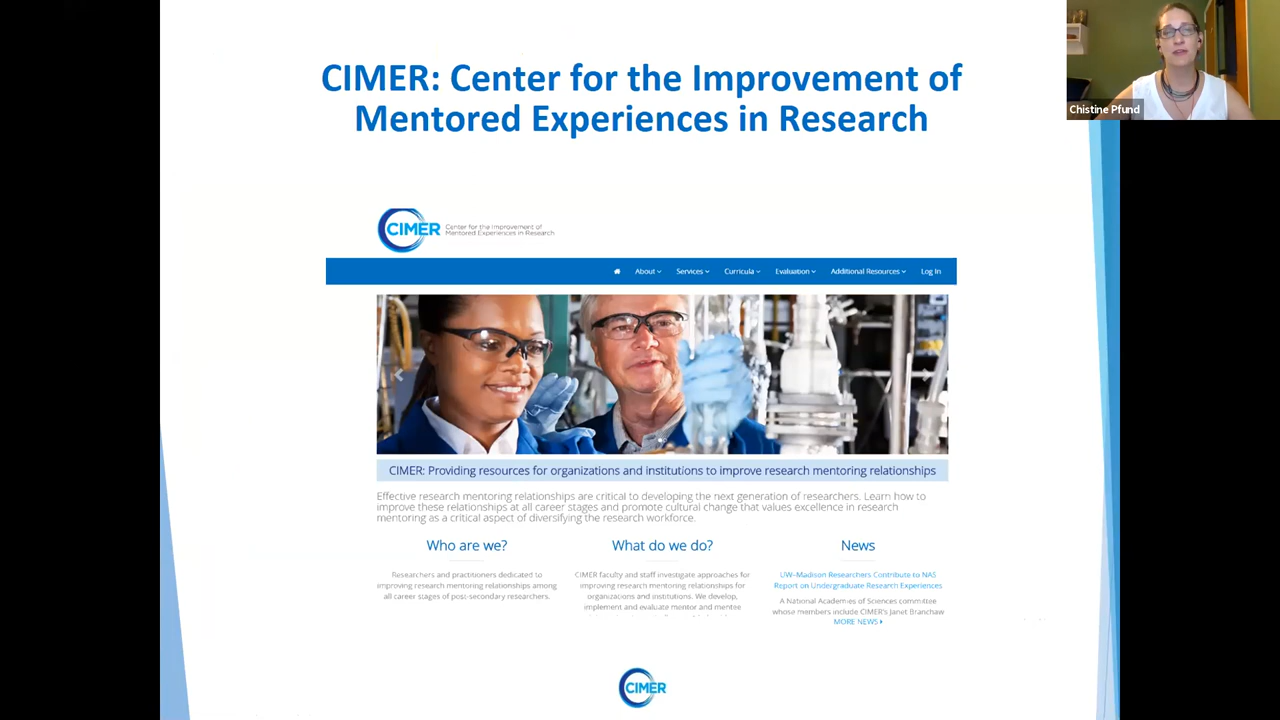 CIMER: Center for the Improvement of
Mentored Experiences in Research
Chistine Pfund
CIMER
Center for the Improvement of
Mentored Experiences in Research
About
Services
Curricula
Evaluation
Additional Resources
Log In
CIMER: Providing resources for organizations and institutions to improve research mentoring relationships
Effective research mentoring relationships are critical to developing the next generation of researchers. Learn how to
improve these relationships at all career stages and promote cultural change that values excellence in research
mentoring as a critical aspect of diversifying the research workforce.
Who are we?
Researchers and practitioners dedicated to
improving research mentoring relationships among
all career stages of post-secondary researchers.
What do we do?
CIMER faculty and staff investigate approaches for
improving research mentoring relationships for
organizations and institutions. We develop,
implement and evaluate mentor and mentee
News
UW-Madison Researchers Contribute to NAS
Report on Undergraduate Research Experiences
A National Academies of Sciences committee
whose members include CIMER's Janet Branchaw
MORE NEWS
CIMER